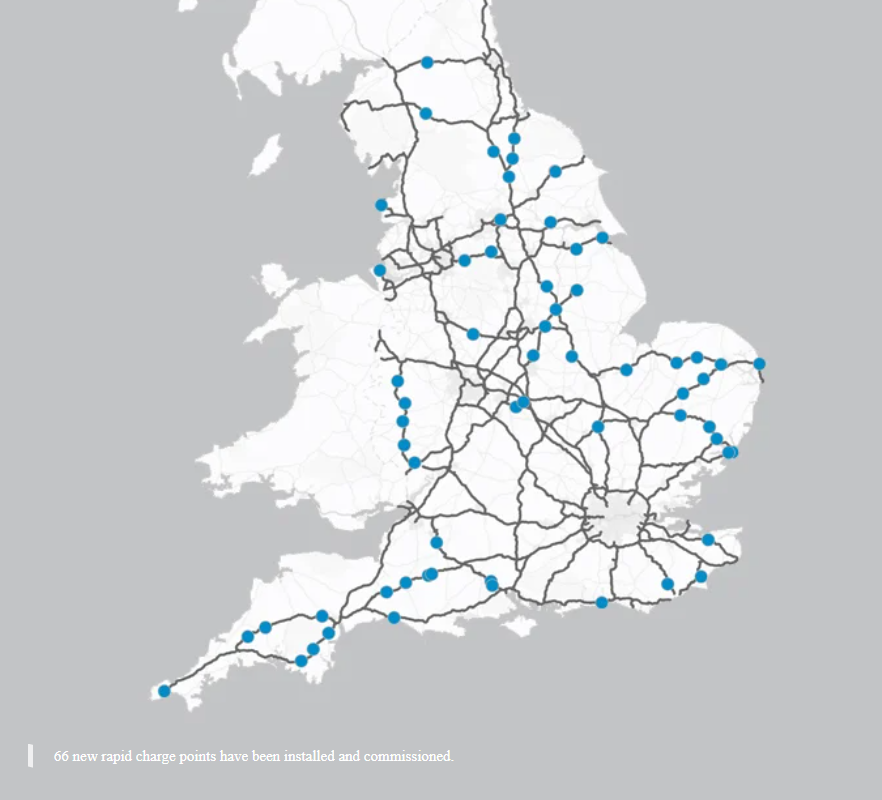 66 new rapid charge points have been installed and commissioned.